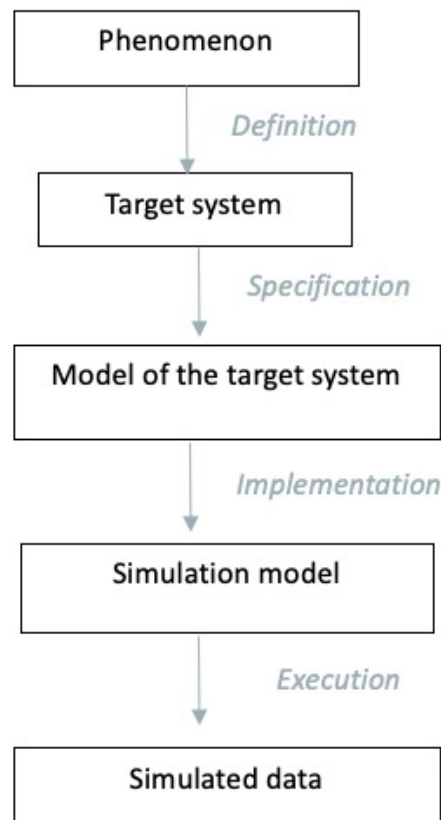 Phenomenon
Definition
Target system
Specification
Model of the target system
Implementation
Simulation model
Execution
Simulated data